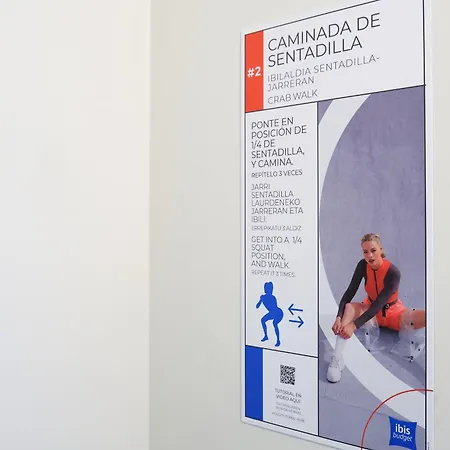 #2
CAMINADA DE
SENTADILLA
IBILALDIA SENTADILLA-
JARRERAN
CRAB WALK
PONTE EN
POSICIÓN DE
1/4 DE
SENTADILLA,
Y CAMINA.
REPÍTELO 3 VECES
JARRI
SENTADILLA
LAURDENEKO
JARRERAN ETA
IBILI.
ERREPIKATU 3 ALDIZ
GET INTO A 1/4
SQUAT
POSITION,
AND WALK.
REPEAT IT 3 TIMES.
TUTORIAL EN
VÍDEO AQUÍ
ibis
budget